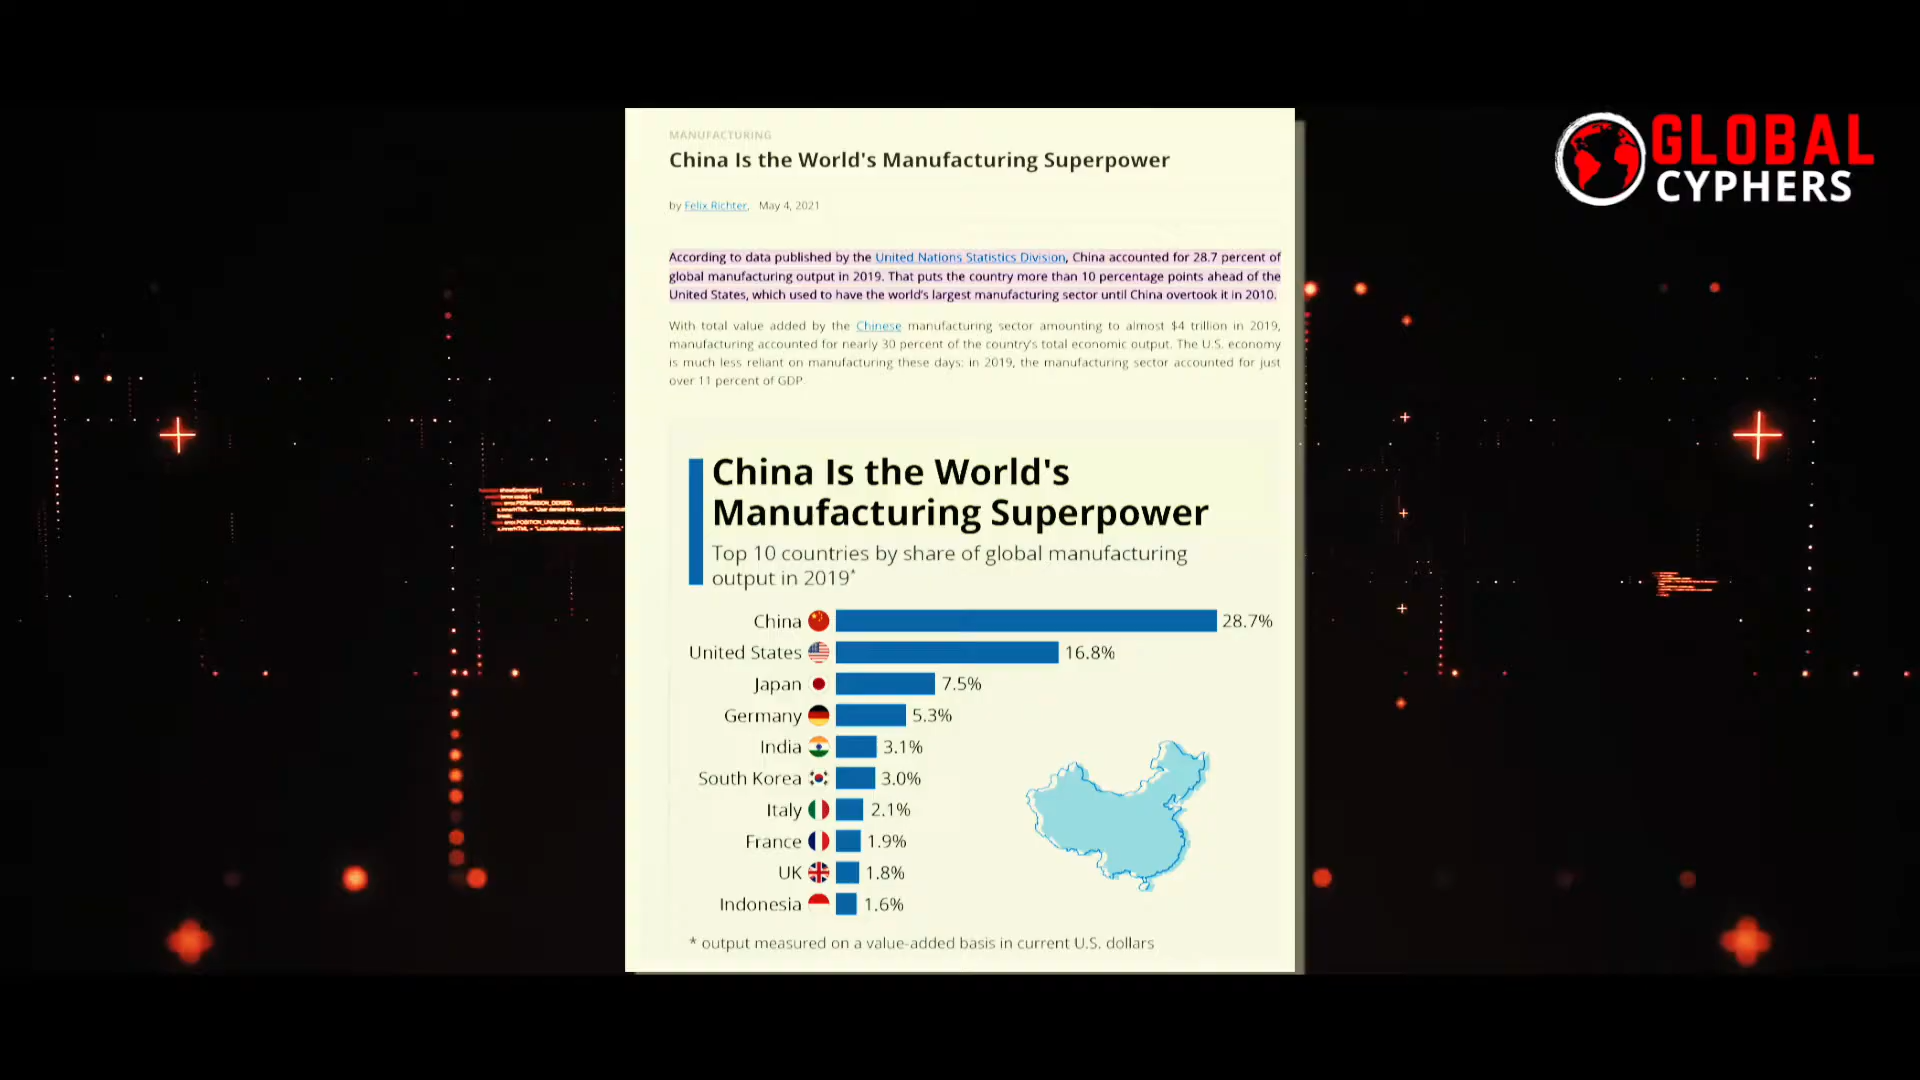 GLOBAL
CYPHERS
MANUFACTURING
China Is the World's Manufacturing Superpower
by Felix Richter, May 4, 2021
According to data published by the United Nations Statistics Division, China accounted for 28.7 percent of
global manufacturing output in 2019. That puts the country more than 10 percentage points ahead of the
United States, which used to have the world's largest manufacturing sector until China overtook it in 2010.
With total value added by the Chinese manufacturing sector amounting to almost $4 trillion in 2019,
manufacturing accounted for nearly 30 percent of the country's total economic output. The U.S. economy
is much less reliant on manufacturing these days: in 2019, the manufacturing sector accounted for just
over 11 percent of GDP.
China Is the World's
Manufacturing Superpower
Top 10 countries by share of global manufacturing
output in 2019*
China 28.7%
United States 16.8%
Japan 7.5%
Germany 5.3%
India 3.1%
South Korea 3.0%
Italy 2.1%
France 1.9%
UK 1.8%
Indonesia 1.6%
* output measured on a value-added basis in current U.S. dollars